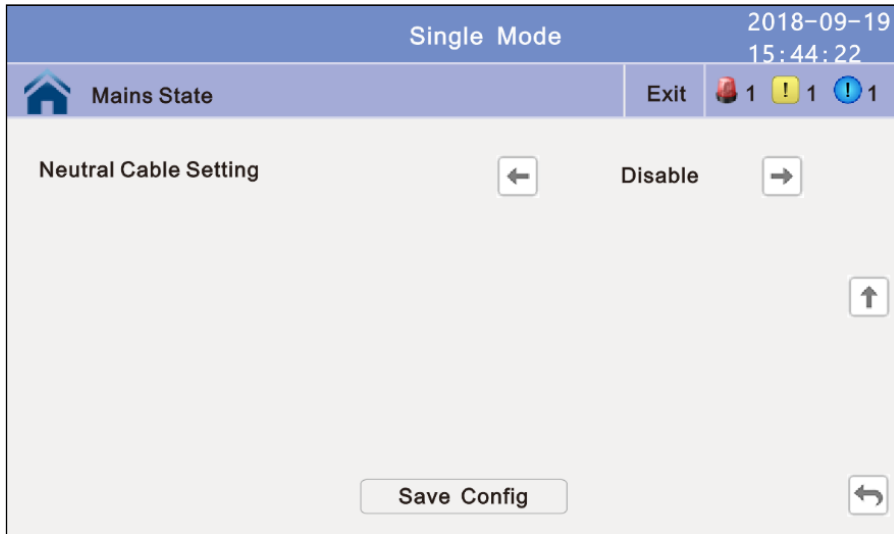 Single Mode
2018-09-19
15:44:22
Mains State
Exit
1
! 1
! 1
Neutral Cable Setting
Disable
Save Config